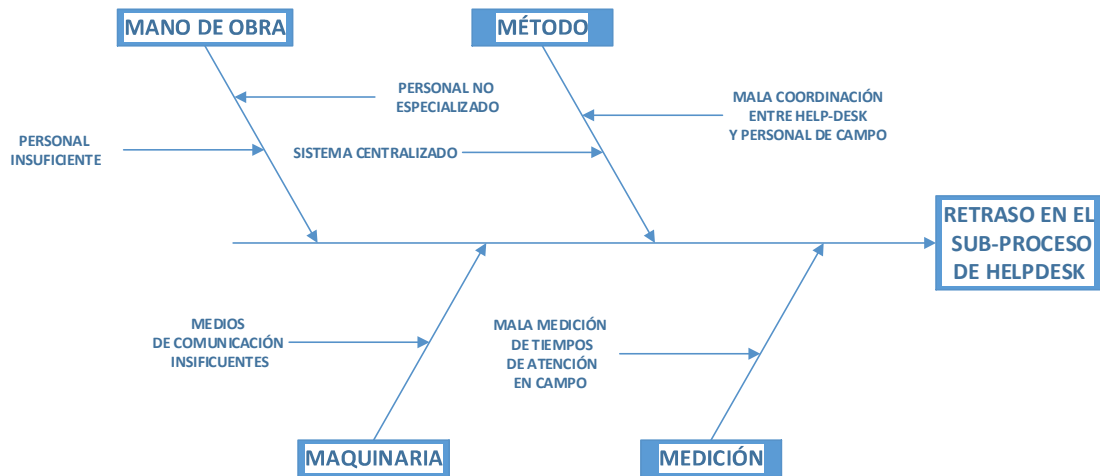 MANO DE OBRA
MÉTODO
PERSONAL NO
ESPECIALIZADO
MALA COORDINACIÓN
ENTRE HELP-DESK
Y PERSONAL DE CAMPO
PERSONAL
INSUFICIENTE
SISTEMA CENTRALIZADO
RETRASO EN EL
SUB-PROCESO
DE HELPDESK
MEDIOS
DE COMUNICACIÓN
INSIFICUENTES
MALA MEDICIÓN
DE TIEMPOS
DE ATENCIÓN
EN CAMPO
MAQUINARIA
MEDICIÓN